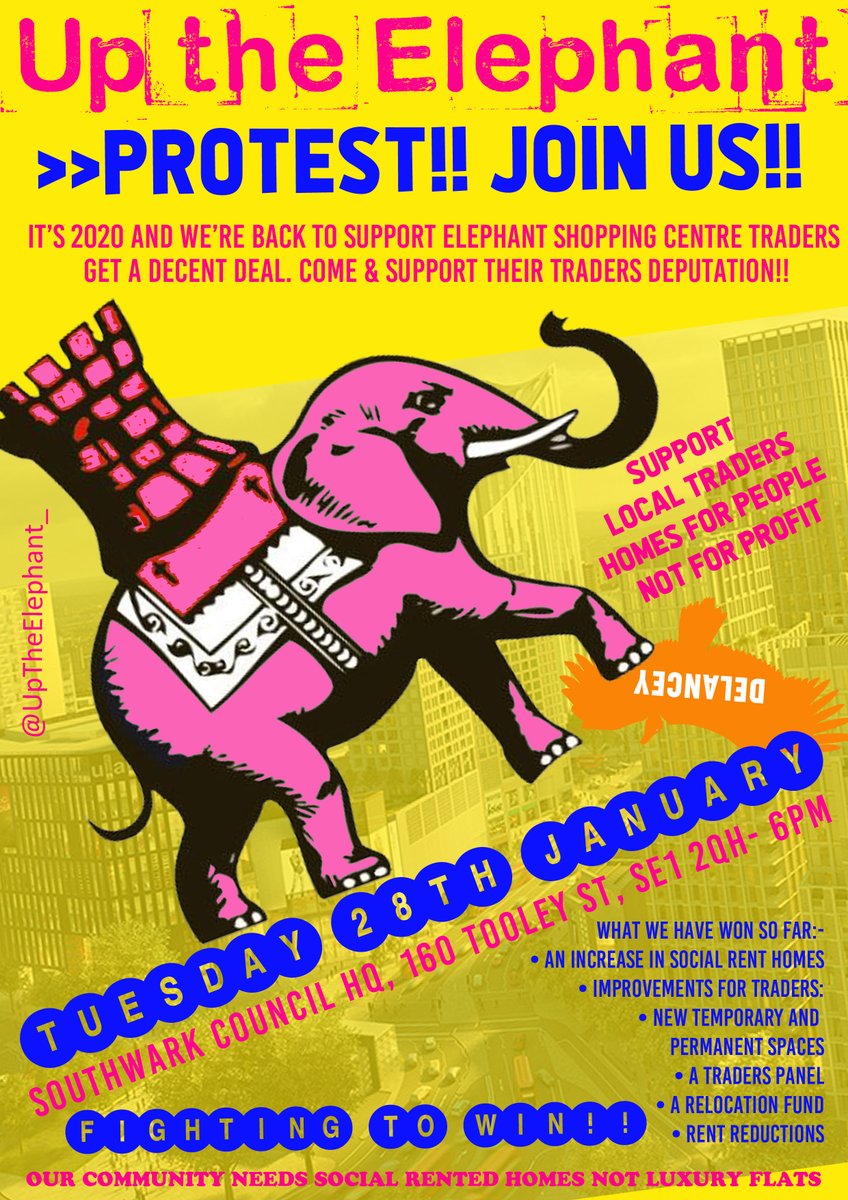 Up the Elephant
>>PROTEST!! JOIN US!!
IT'S 2020 AND WE'RE BACK TO SUPPORT ELEPHANT SHOPPING CENTRE TRADERS
GET A DECENT DEAL. COME & SUPPORT THEIR TRADERS DEPUTATION!!
SUPPORT
LOCAL TRADERS
HOMES FOR PEOPLE
NOT FOR PROFIT
@UpTheElephant_
DELANCEY
TUESDAY 28TH JANUARY
SOUTHWARK COUNCIL HQ, 160 TOOLEY ST, SE1 2QH- 6PM
WHAT WE HAVE WON SO FAR:-
• AN INCREASE IN SOCIAL RENT HOMES
• IMPROVEMENTS FOR TRADERS:
• NEW TEMPORARY AND
PERMANENT SPACES
• A TRADERS PANEL
• A RELOCATION FUND
• RENT REDUCTIONS
FIGHTING TO WIN!!
OUR COMMUNITY NEEDS SOCIAL RENTED HOMES NOT LUXURY FLATS